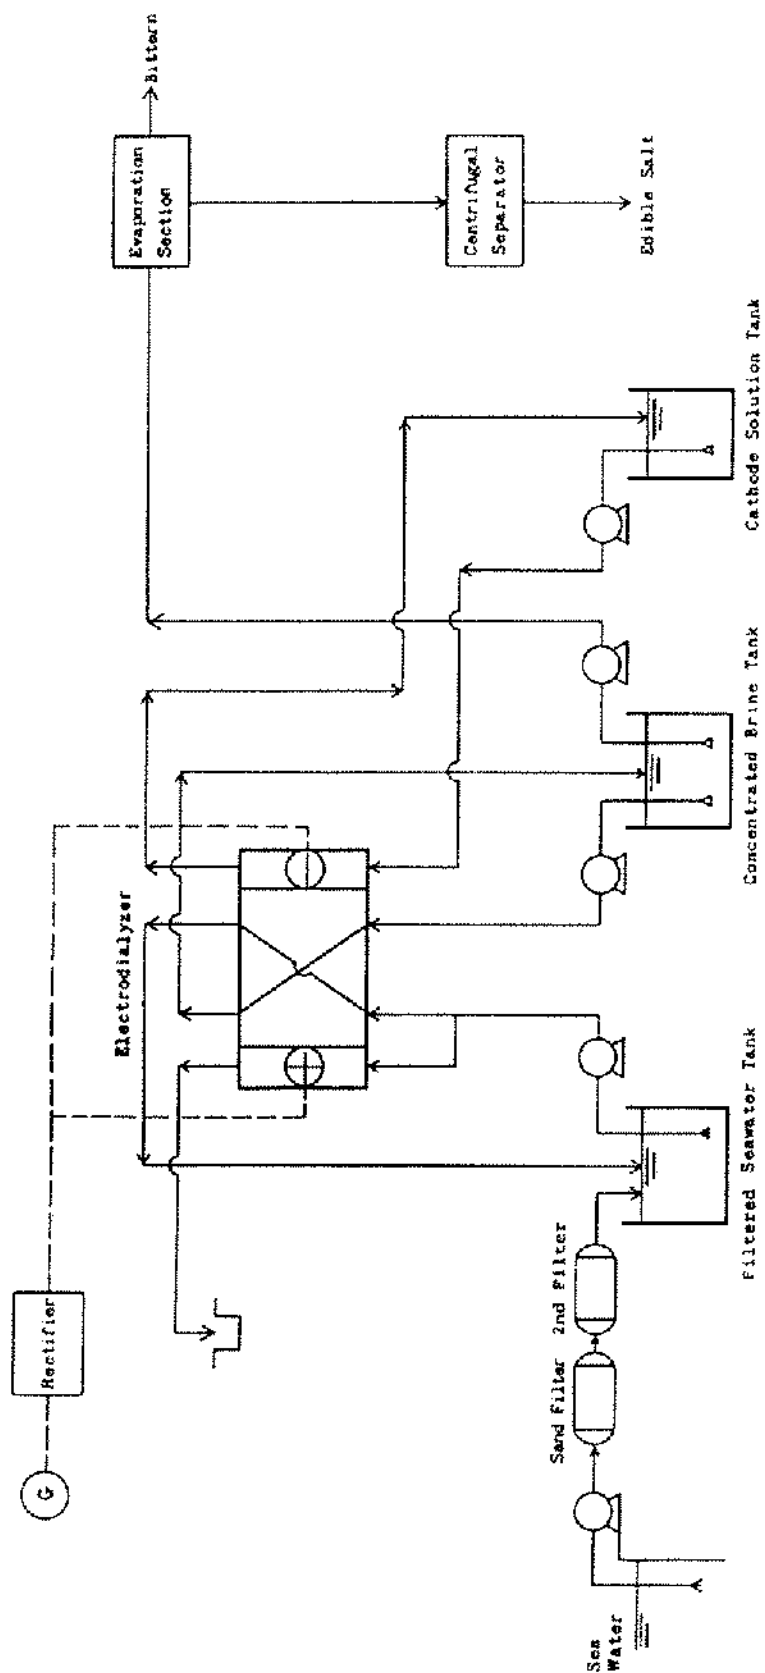 G
Rectifier
Electrodialyzer
Evaporation
Section
Bittern
Centrifugal
Separator
Edible Salt
Sea
Water
Sand Filter
2nd Filter
Filtered Seawater Tank
Concentrated Brine Tank
Cathode Solution Tank